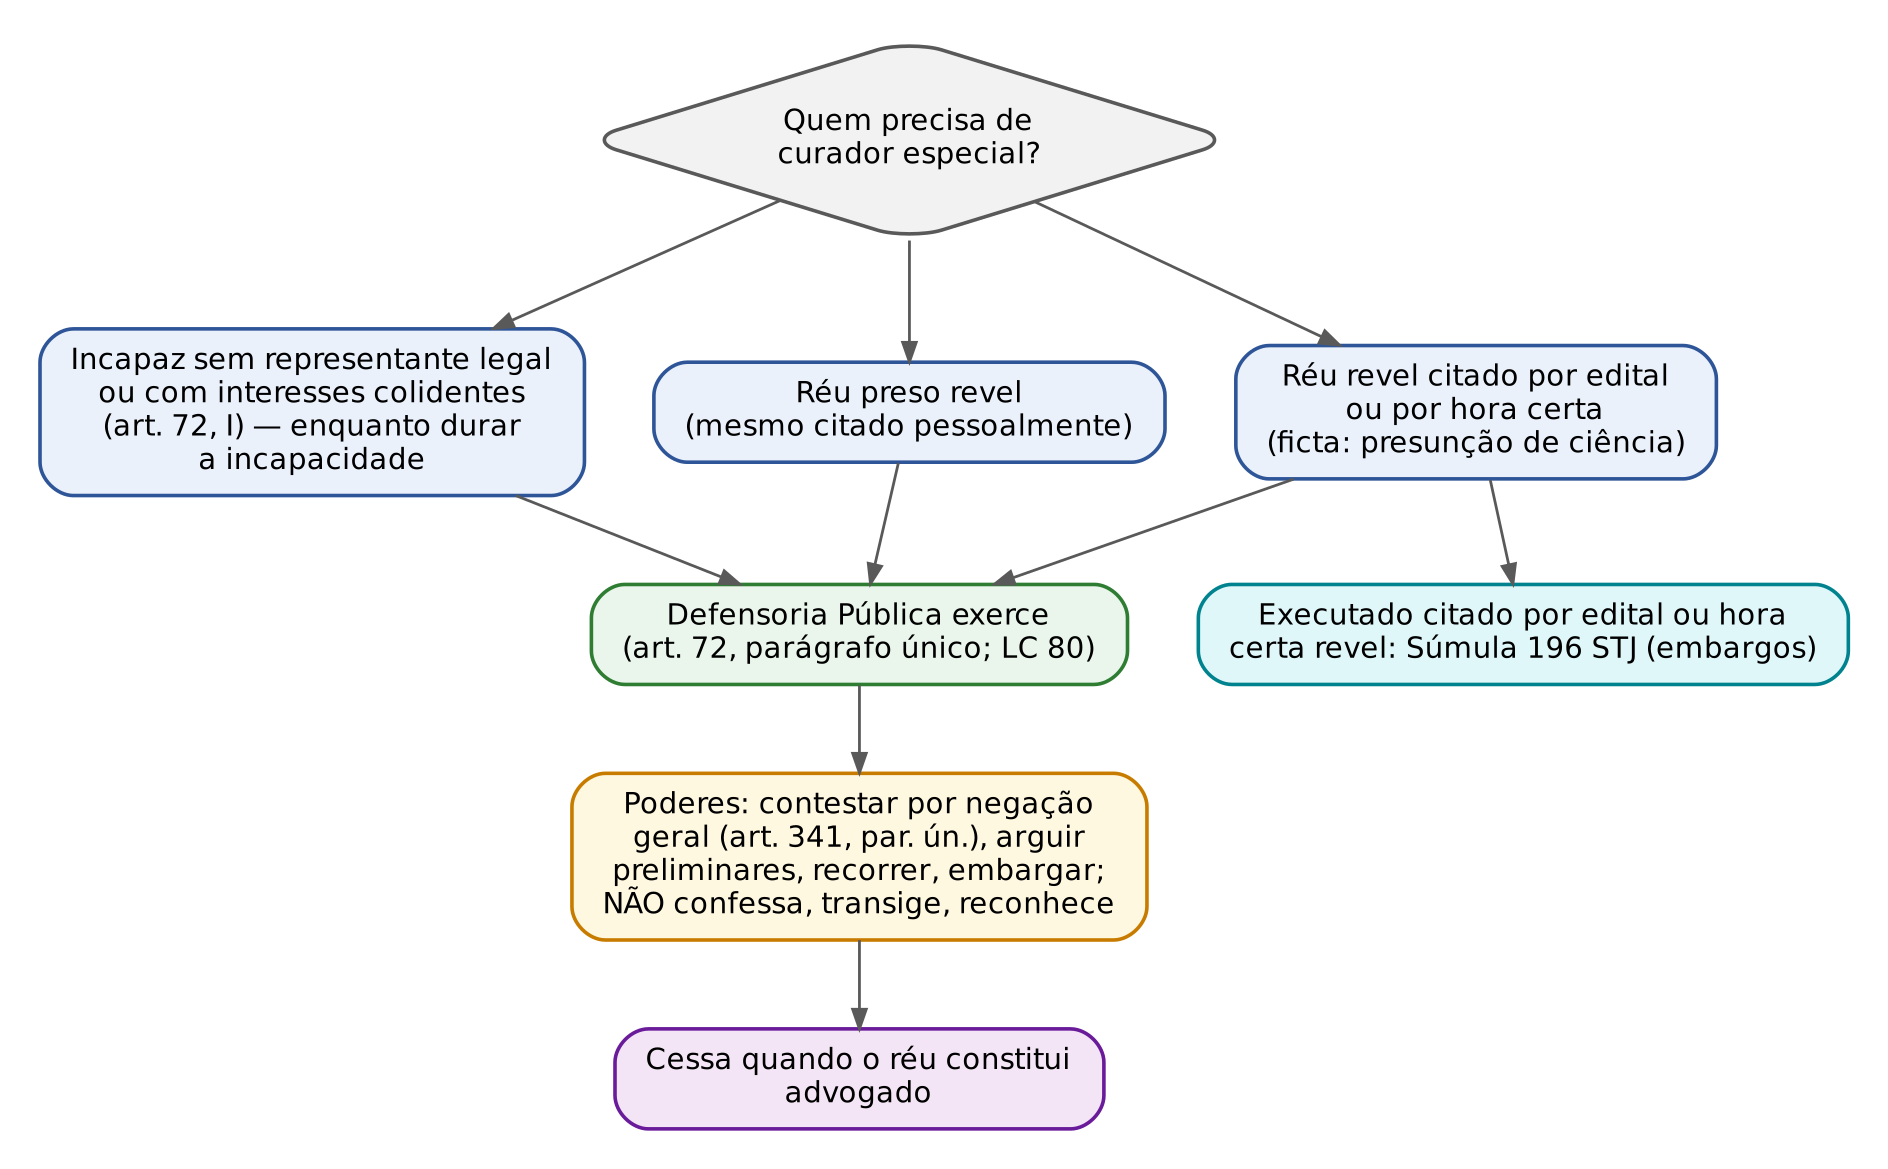 Quem precisa de
curador especial?
Incapaz sem representante legal
ou com interesses colidentes
(art. 72, I) — enquanto durar
a incapacidade
Réu preso revel
(mesmo citado pessoalmente)
Réu revel citado por edital
ou por hora certa
(ficta: presunção de ciência)
Defensoria Pública exerce
(art. 72, parágrafo único; LC 80)
Executado citado por edital ou hora
certa revel: Súmula 196 STJ (embargos)
Poderes: contestar por negação
geral (art. 341, par. ún.), arguir
preliminares, recorrer, embargar;
NÃO confessa, transige, reconhece
Cessa quando o réu constitui
advogado